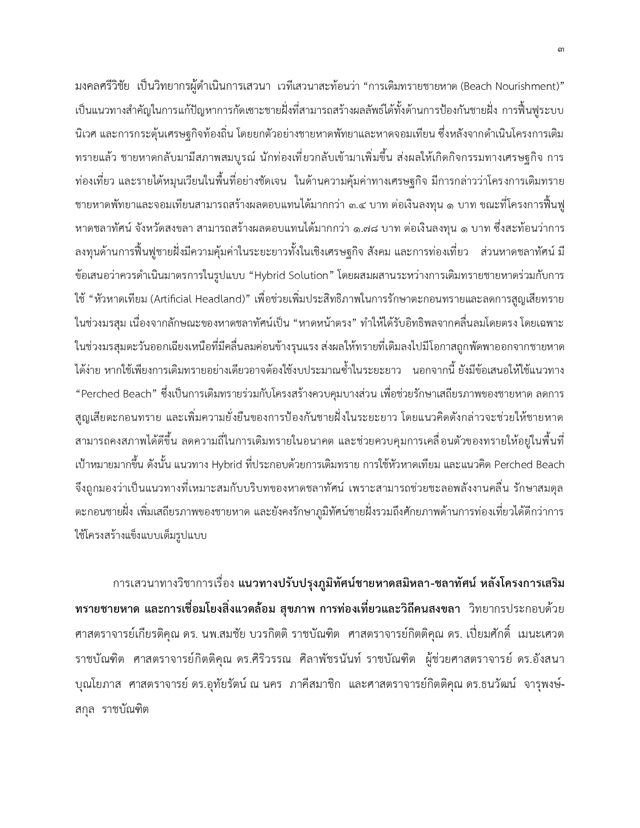 ๓
มงคลศรีวิชัย เป็นวิทยากรผู้ดำเนินการเสวนา เวทีเสวนาสะท้อนว่า “การเติมทรายชายหาด (Beach Nourishment)”
เป็นแนวทางสำคัญในการแก้ปัญหาการกัดเซาะชายฝั่งที่สามารถสร้างผลลัพธ์ได้ทั้งด้านการป้องกันชายฝั่ง การฟื้นฟูระบบ
นิเวศ และการกระตุ้นเศรษฐกิจท้องถิ่น โดยยกตัวอย่างชายหาดพัทยาและหาดจอมเทียน ซึ่งหลังจากดำเนินโครงการเติม
ทรายแล้ว ชายหาดกลับมามีสภาพสมบูรณ์ นักท่องเที่ยวกลับเข้ามาเพิ่มขึ้น ส่งผลให้เกิดกิจกรรมทางเศรษฐกิจ การ
ท่องเที่ยว และรายได้หมุนเวียนในพื้นที่อย่างชัดเจน ในด้านความคุ้มค่าทางเศรษฐกิจ มีการกล่าวว่าโครงการเติมทราย
ชายหาดพัทยาและจอมเทียนสามารถสร้างผลตอบแทนได้มากกว่า ๓.๔ บาท ต่อเงินลงทุน ๑ บาท ขณะที่โครงการฟื้นฟู
หาดชลาทัศน์ จังหวัดสงขลา สามารถสร้างผลตอบแทนได้มากกว่า ๑.๗๘ บาท ต่อเงินลงทุน ๑ บาท ซึ่งสะท้อนว่าการ
ลงทุนด้านการฟื้นฟูชายฝั่งมีความคุ้มค่าในระยะยาวทั้งในเชิงเศรษฐกิจ สังคม และการท่องเที่ยว ส่วนหาดชลาทัศน์ มี
ข้อเสนอว่าควรดำเนินมาตรการในรูปแบบ “Hybrid Solution” โดยผสมผสานระหว่างการเติมทรายชายหาดร่วมกับการ
ใช้ “หัวหาดเทียม (Artificial Headland)” เพื่อช่วยเพิ่มประสิทธิภาพในการรักษาตะกอนทรายและลดการสูญเสียทราย
ในช่วงมรสุม เนื่องจากลักษณะของหาดชลาทัศน์เป็น “หาดหน้าตรง” ทำให้ได้รับอิทธิพลจากคลื่นลมโดยตรง โดยเฉพาะ
ในช่วงมรสุมตะวันออกเฉียงเหนือที่มีคลื่นลมค่อนข้างรุนแรง ส่งผลให้ทรายที่เติมลงไปมีโอกาสถูกพัดพาออกจากชายหาด
ได้ง่าย หากใช้เพียงการเติมทรายอย่างเดียวอาจต้องใช้งบประมาณซ้ำในระยะยาว นอกจากนี้ ยังมีข้อเสนอให้ใช้แนวทาง
“Perched Beach” ซึ่งเป็นการเติมทรายร่วมกับโครงสร้างควบคุมบางส่วน เพื่อช่วยรักษาเสถียรภาพของชายหาด ลดการ
สูญเสียตะกอนทราย และเพิ่มความยั่งยืนของการป้องกันชายฝั่งในระยะยาว โดยแนวคิดดังกล่าวจะช่วยให้ชายหาด
สามารถคงสภาพได้ดีขึ้น ลดความถี่ในการเติมทรายในอนาคต และช่วยควบคุมการเคลื่อนตัวของทรายให้อยู่ในพื้นที่
เป้าหมายมากขึ้น ดังนั้น แนวทาง Hybrid ที่ประกอบด้วยการเติมทราย การใช้หัวหาดเทียม และแนวคิด Perched Beach
จึงถูกมองว่าเป็นแนวทางที่เหมาะสมกับบริบทของหาดชลาทัศน์ เพราะสามารถช่วยชะลอพลังงานคลื่น รักษาสมดุล
ตะกอนชายฝั่ง เพิ่มเสถียรภาพของชายหาด และยังคงรักษาภูมิทัศน์ชายฝั่งรวมถึงศักยภาพด้านการท่องเที่ยวได้ดีกว่าการ
ใช้โครงสร้างแข็งแบบเต็มรูปแบบ
การเสวนาทางวิชาการเรื่อง แนวทางปรับปรุงภูมิทัศน์ชายหาดสมิหลา-ชลาทัศน์ หลังโครงการเสริม
ทรายชายหาด และการเชื่อมโยงสิ่งแวดล้อม สุขภาพ การท่องเที่ยวและวิถีคนสงขลา วิทยากรประกอบด้วย
ศาสตราจารย์เกียรติคุณ ดร. นพ.สมชัย บวรกิตติ ราชบัณฑิต ศาสตราจารย์กิตติคุณ ดร. เปี่ยมศักดิ์ เมนะเศวต
ราชบัณฑิต ศาสตราจารย์กิตติคุณ ดร.ศิริวรรณ ศิลาพัชรนันท์ ราชบัณฑิต ผู้ช่วยศาสตราจารย์ ดร.อังสนา
บุณโยภาส ศาสตราจารย์ ดร.อุทัยรัตน์ ณ นคร ภาคีสมาชิก และศาสตราจารย์กิตติคุณ ดร.ธนวัฒน์ จารุพงษ์-
สกุล ราชบัณฑิต